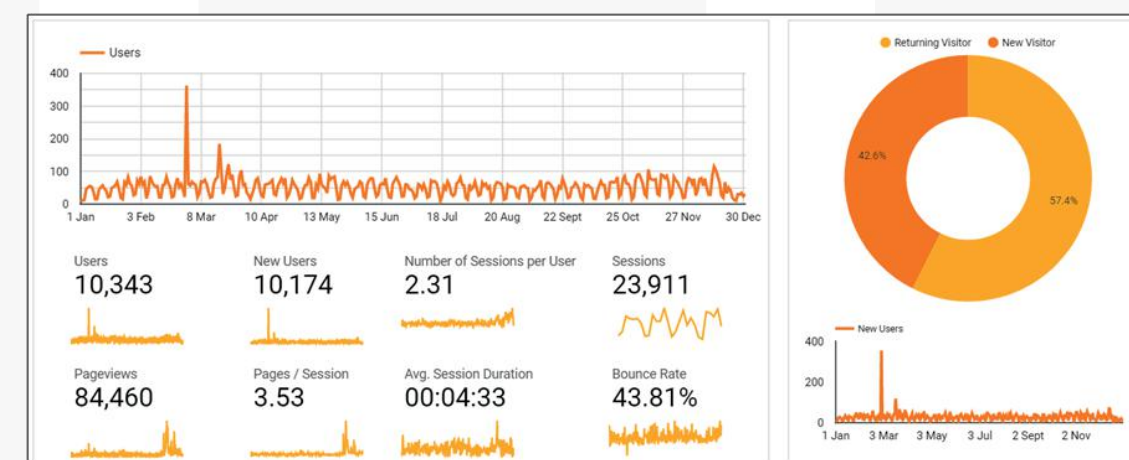 Users
400
300
200
100
0
1 Jan 3 Feb 8 Mar 10 Apr 13 May 15 Jun 18 Jul 20 Aug 22 Sept 25 Oct 27 Nov 30 Dec
Users New Users Number of Sessions per User Sessions
10,343 10,174 2.31 23,911
Pageviews Pages / Session Avg. Session Duration Bounce Rate
84,460 3.53 00:04:33 43.81%
Returning Visitor New Visitor
42.6%
57.4%
New Users
400
200
0
1 Jan 3 Mar 3 May 3 Jul 2 Sept 2 Nov